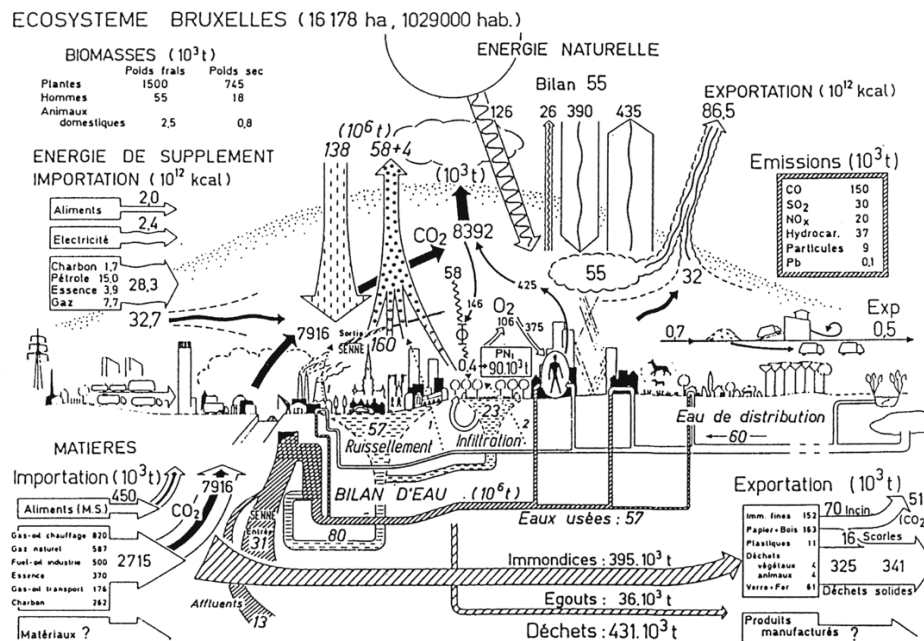 ECOSYSTEME BRUXELLES (16 178 ha, 1029000 hab.)
BIOMASSES (10³t)
Poids frais Poids sec
Plantes 1500 745
Hommes 55 18
Animaux
domestiques 2,5 0,8
ENERGIE NATURELLE
Bilan 55
126
26 390 435
EXPORTATION (10¹² kcal)
86,5
ENERGIE DE SUPPLEMENT
IMPORTATION (10¹² kcal)
Aliments 2,0
Electricité 2,4
Charbon 1,7
Pétrole 15,0
Essence 3,9
Gaz 7,7
28,3
32,7
(10⁶t)
138 58+4
(10³t)
CO₂ 8392
58
146
O₂
106 375
425
55
32
Emissions (10³t)
CO 150
SO₂ 30
NOx 20
Hydrocar. 37
Particules 9
Pb 0,1
7916
Sortie
SENNE
160
0,4
PN₁
90.10³t
0,7
Exp
0,5
57
Ruissellement
1
23
Infiltration
2
Eau de distribution
60
MATIERES
Importation (10³t)
450
Aliments (M.S.)
CO₂
7916
Gas-oil chauffage 820
Gaz naturel 587
Fuel-oil industrie 500
Essence 370
Gas-oil transport 176
Charbon 262
2715
Matériaux ?
SENNE
Entrée
31
80
Affluents
13
BILAN D'EAU (10⁶t)
Eaux usées : 57
Immondices : 395.10³t
Egouts : 36.10³t
Déchets : 431.10³t
Exportation (10³t)
Imm. fines 152
Papier+Bois 163
Plastiques 11
Déchets
végétaux 4
animaux 4
Verre+Fer 61
70 Incin.
51
(CO₂)
16 Scories
325 341
Déchets solides
Produits
manufacturés ?